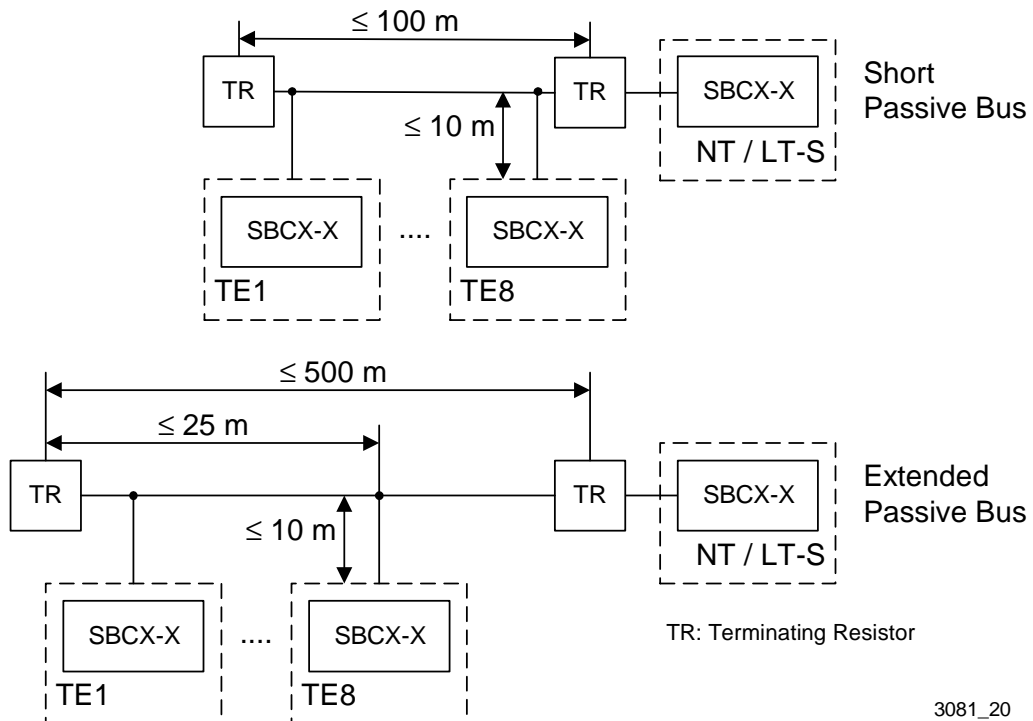 ≤ 100 m
TR
TR
SBCX-X
Short
Passive Bus
≤ 10 m
NT / LT-S
SBCX-X
....
SBCX-X
TE1
TE8
≤ 500 m
≤ 25 m
TR
TR
SBCX-X
Extended
Passive Bus
≤ 10 m
NT / LT-S
SBCX-X
....
SBCX-X
TR: Terminating Resistor
TE1
TE8
3081_20